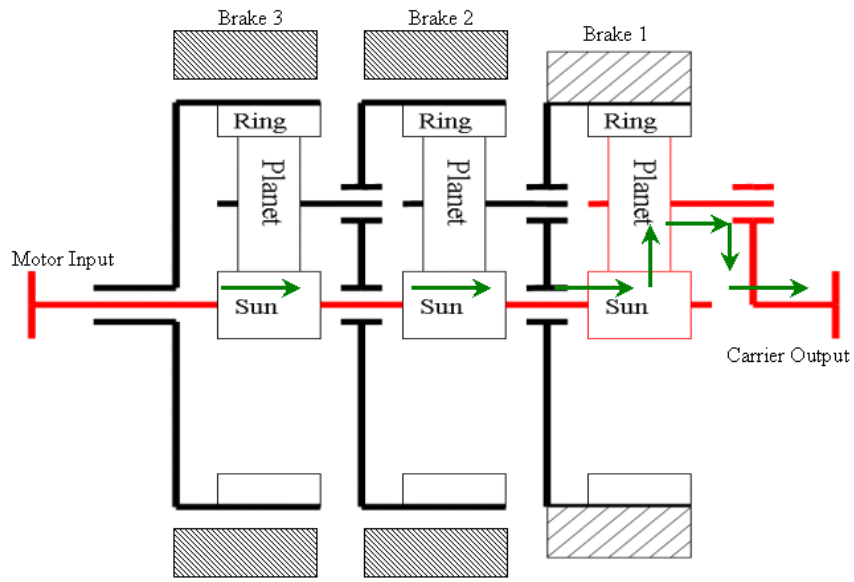 Brake 3
Brake 2
Brake 1
Ring
Ring
Ring
Planet
Planet
Planet
Motor Input
Sun
Sun
Sun
Carrier Output